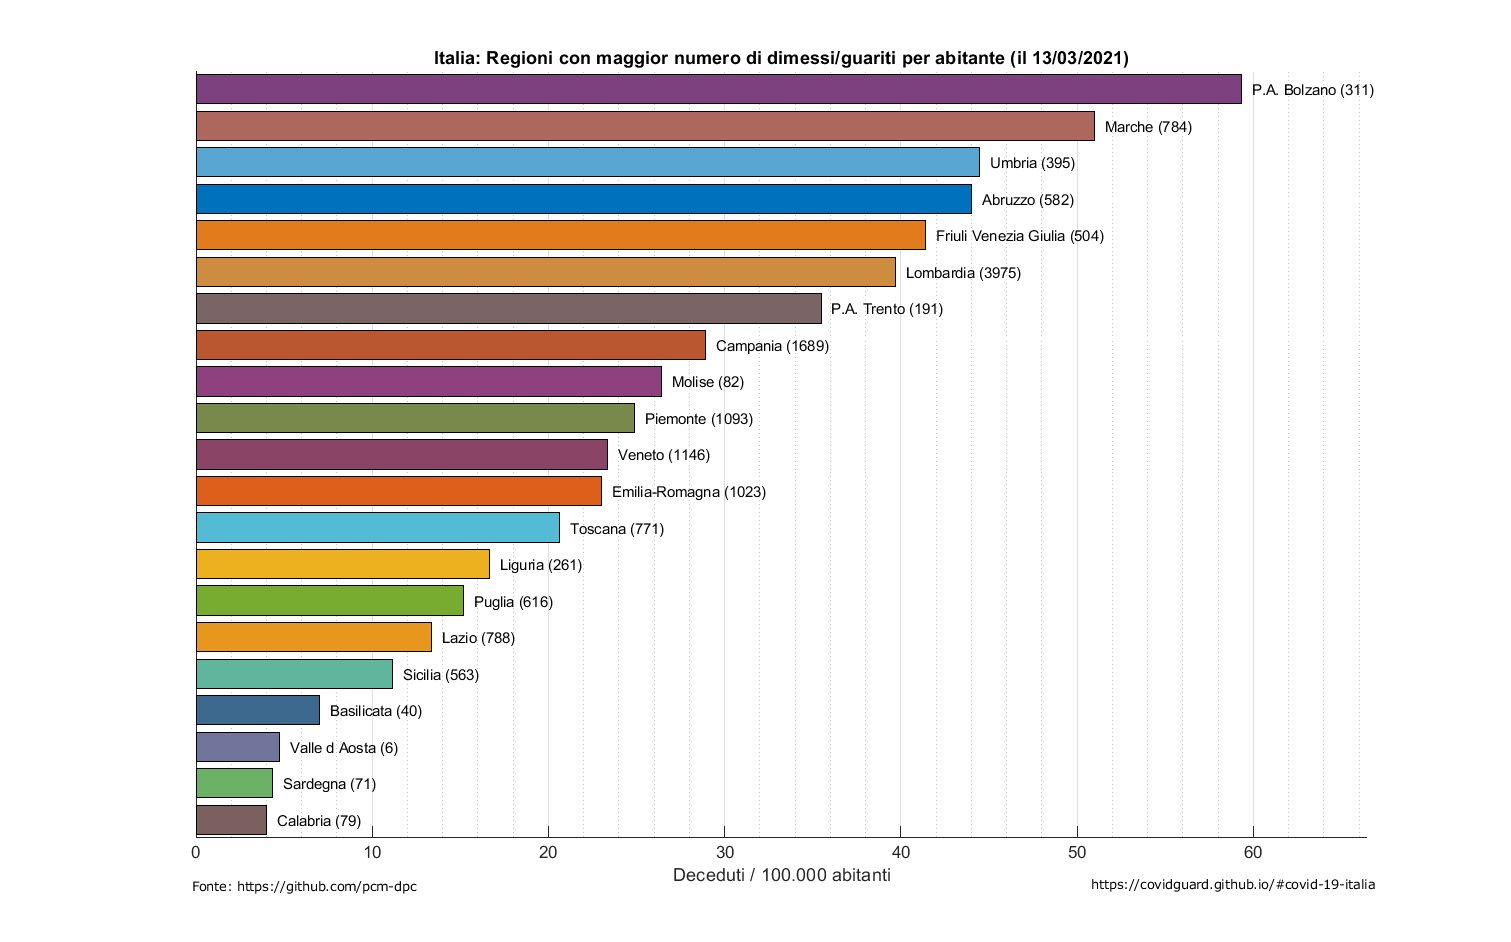 Italia: Regioni con maggior numero di dimessi/guariti per abitante (il 13/03/2021)
P.A. Bolzano (311)
Marche (784)
Umbria (395)
Abruzzo (582)
Friuli Venezia Giulia (504)
Lombardia (3975)
P.A. Trento (191)
Campania (1689)
Molise (82)
Piemonte (1093)
Veneto (1146)
Emilia-Romagna (1023)
Toscana (771)
Liguria (261)
Puglia (616)
Lazio (788)
Sicilia (563)
Basilicata (40)
Valle d Aosta (6)
Sardegna (71)
Calabria (79)
0 10 20 30 40 50 60
Deceduti / 100.000 abitanti
Fonte: https://github.com/pcm-dpc
https://covidguard.github.io/#covid-19-italia